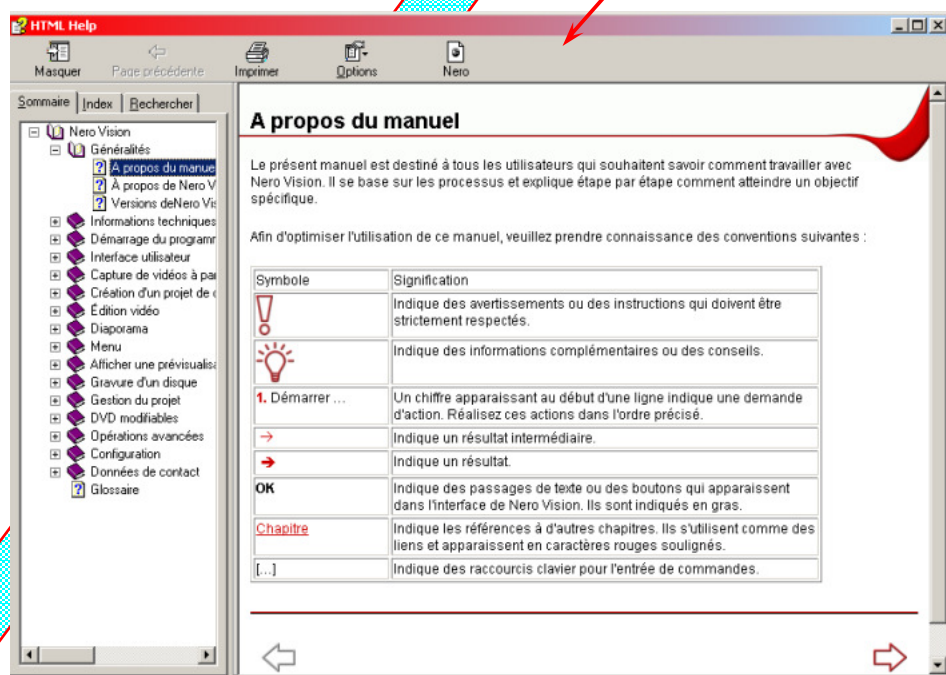 HTML Help
Masquer Page précédente Imprimer Options Nero
Sommaire Index Rechercher
Nero Vision
Généralités
A propos du manue
À propos de Nero V
Versions deNero Vis
Informations techniques
Démarrage du programm
Interface utilisateur
Capture de vidéos à par
Création d'un projet de c
Édition vidéo
Diaporama
Menu
Afficher une prévisualisa
Gravure d'un disque
Gestion du projet
DVD modifiables
Opérations avancées
Configuration
Données de contact
Glossaire
A propos du manuel
Le présent manuel est destiné à tous les utilisateurs qui souhaitent savoir comment travailler avec
Nero Vision. Il se base sur les processus et explique étape par étape comment atteindre un objectif
spécifique.
Afin d'optimiser l'utilisation de ce manuel, veuillez prendre connaissance des conventions suivantes :
Symbole Signification
Indique des avertissements ou des instructions qui doivent être
strictement respectés.
Indique des informations complémentaires ou des conseils.
1. Démarrer ... Un chiffre apparaissant au début d'une ligne indique une demande
d'action. Réalisez ces actions dans l'ordre précisé.
→ Indique un résultat intermédiaire.
➔ Indique un résultat.
OK Indique des passages de texte ou des boutons qui apparaissent
dans l'interface de Nero Vision. Ils sont indiqués en gras.
Chapitre Indique les références à d'autres chapitres. Ils s'utilisent comme des
liens et apparaissent en caractères rouges soulignés.
[...] Indique des raccourcis clavier pour l'entrée de commandes.